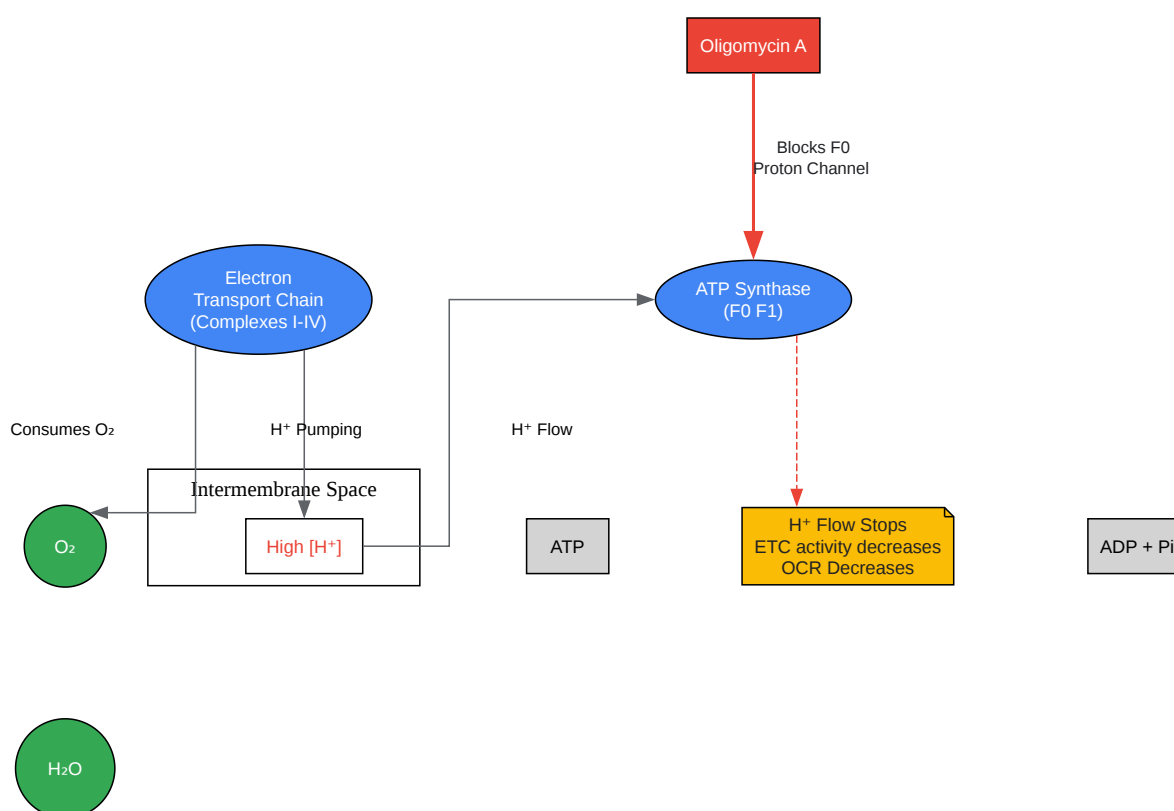 Oligomycin A
Blocks F0
Proton Channel
Electron
Transport Chain
(Complexes I-IV)
ATP Synthase
(F0 F1)
Consumes O₂
H⁺ Pumping
H⁺ Flow
Intermembrane Space
O₂
High [H⁺]
ATP
H⁺ Flow Stops
ETC activity decreases
OCR Decreases
ADP + Pi
H₂O